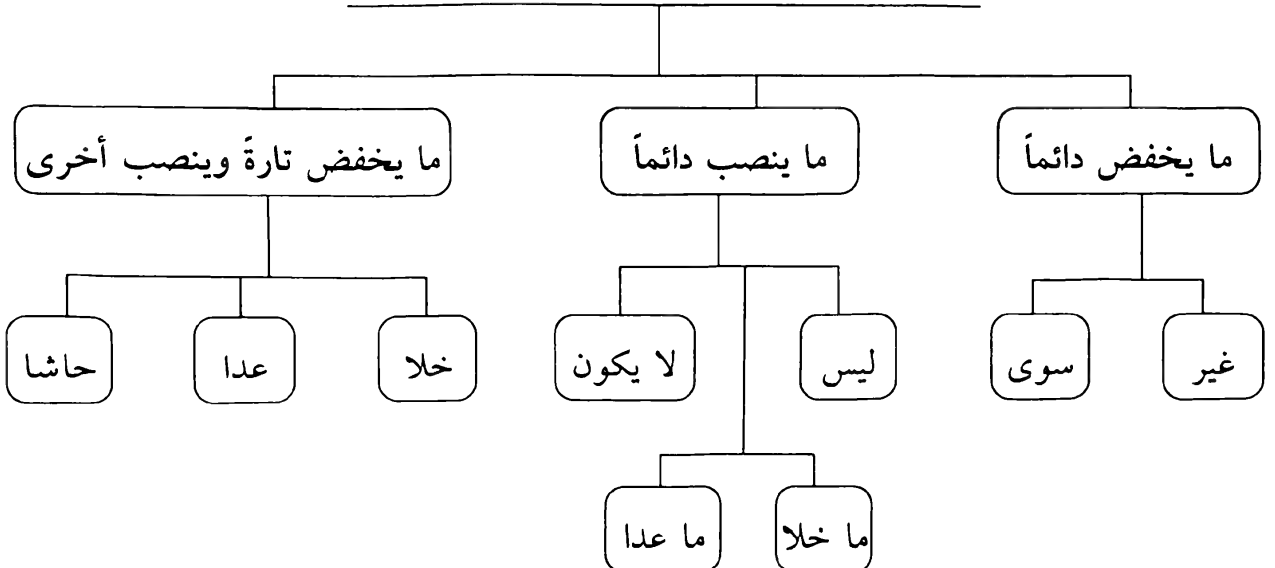 ما يخفض دائماً
ما ينصب دائماً
ما يخفض تارةً وينصب أخرى
غير
سوى
ليس
لا يكون
خلا
عدا
حاشا
ما خلا
ما عدا